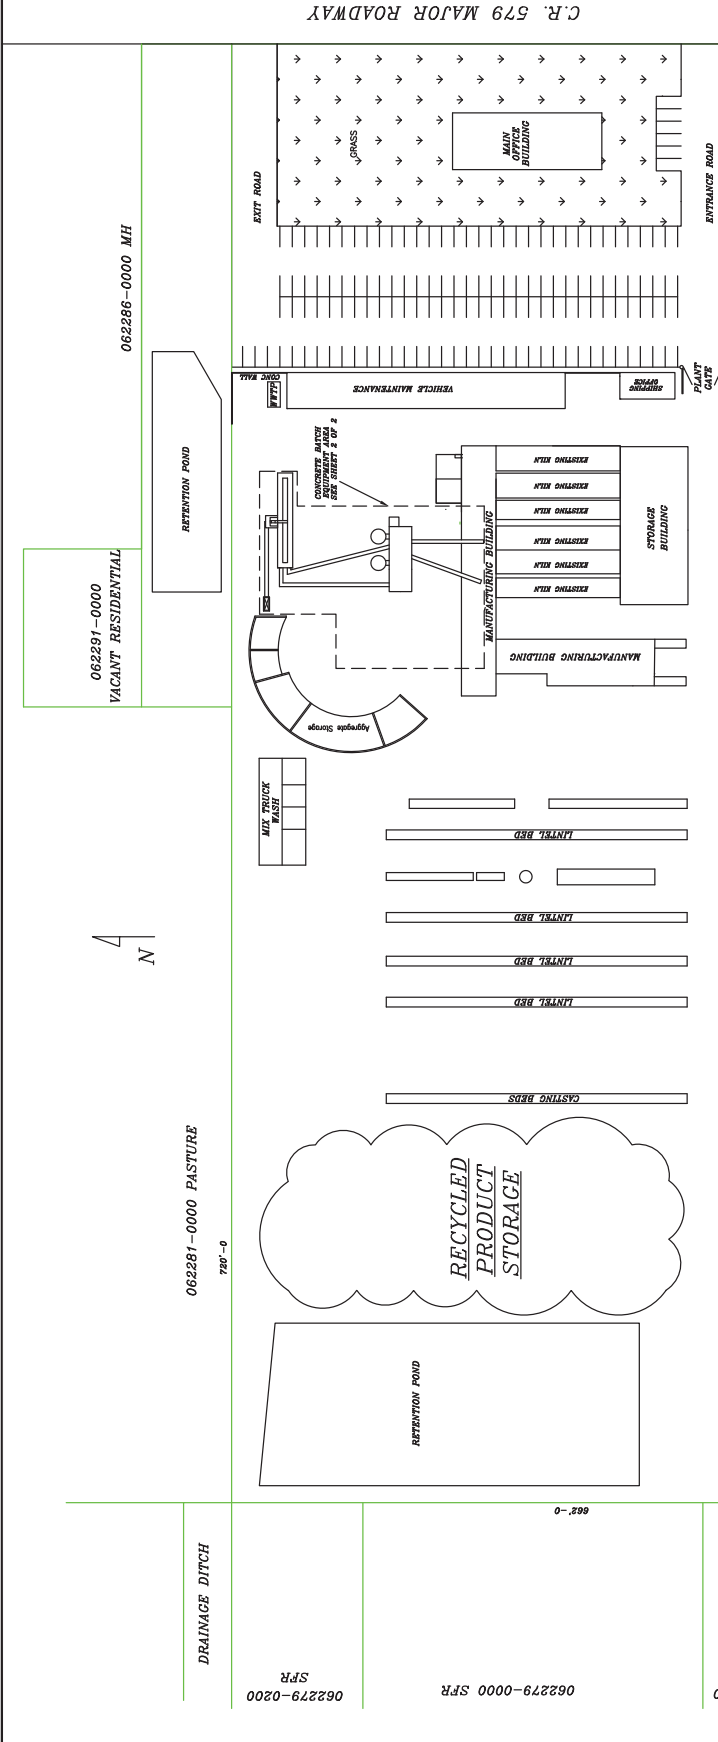 C.R. 579 MAJOR ROADWAY
062286-0000 MH
EXIT ROAD
GRASS
MAIN
OFFICE
BUILDING
ENTRANCE ROAD
RETENTION POND
CONC WALL
WWTP
VEHICLE MAINTENANCE
SHIPPING
OFFICE
PLANT
GATE
CONCRETE BATCH
EQUIPMENT AREA
SEE SHEET 2 OF 2
EXISTING KILN
EXISTING KILN
EXISTING KILN
EXISTING KILN
EXISTING KILN
EXISTING KILN
STORAGE
BUILDING
MANUFACTURING BUILDING
MANUFACTURING BUILDING
062291-0000
VACANT RESIDENTIAL
Aggregate Storage
MIX TRUCK
WASH
LINTEL BED
LINTEL BED
LINTEL BED
LINTEL BED
N
CASTING BEDS
062281-0000 PASTURE
720'-0
RECYCLED
PRODUCT
STORAGE
RETENTION POND
662'-0
DRAINAGE DITCH
062279-0200
SFR
062279-0000 SFR